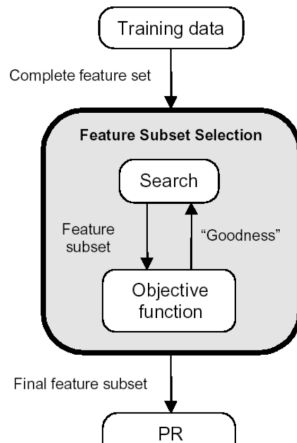 Training data
Complete feature set
Feature Subset Selection
Search
Feature
subset
“Goodness”
Objective
function
Final feature subset
PR